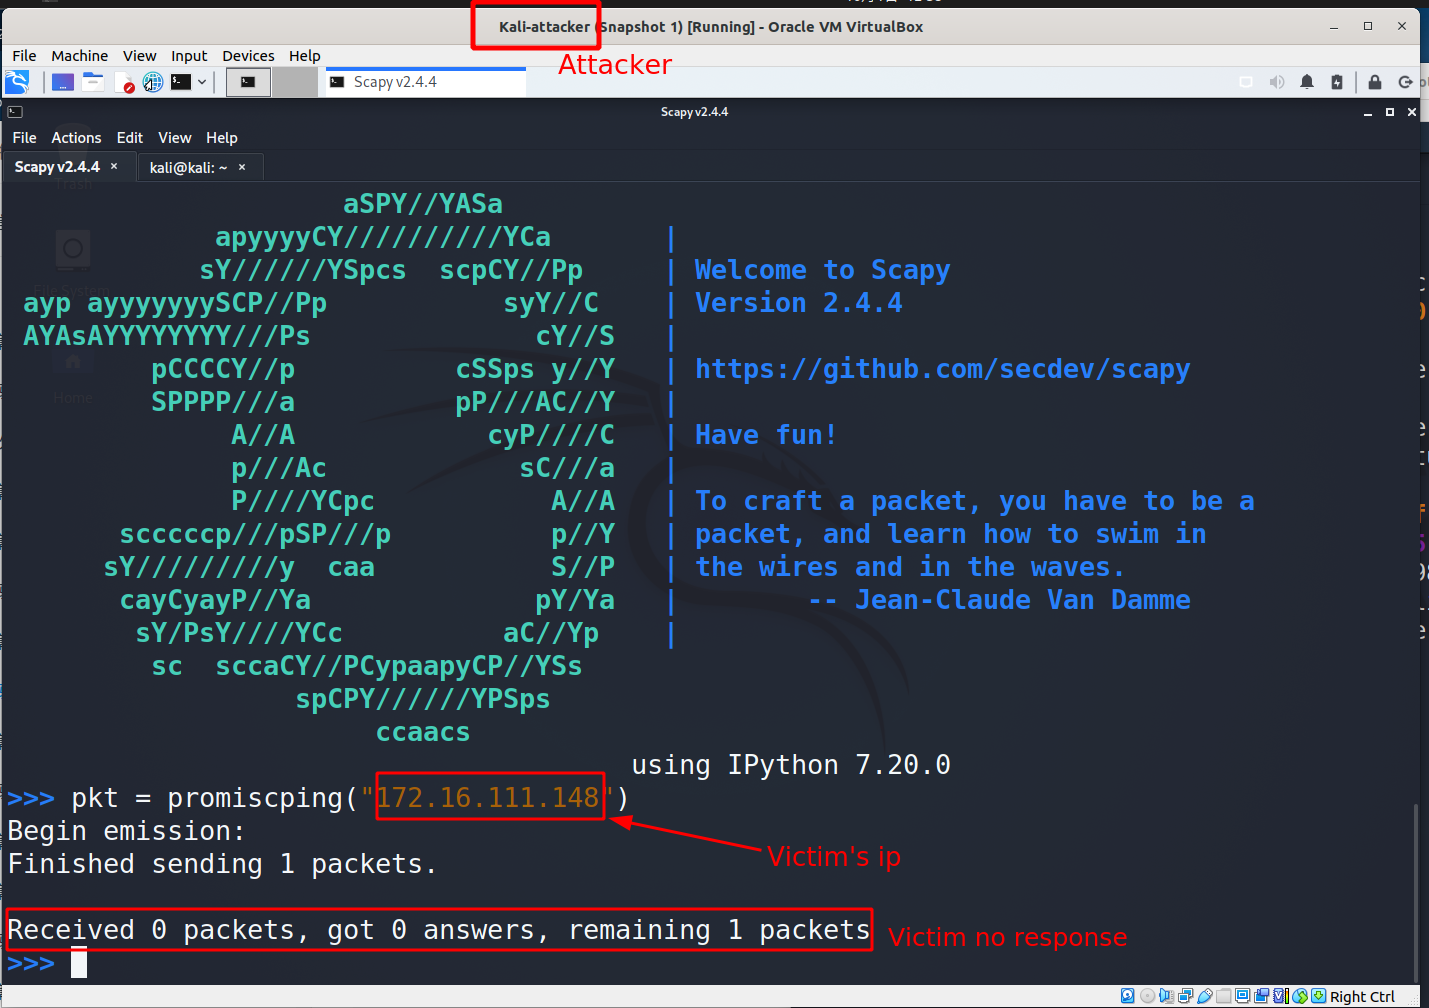 Kali-attacker (Snapshot 1) [Running] - Oracle VM VirtualBox
File Machine View Input Devices Help
Attacker
Scapy v2.4.4
Scapy v2.4.4
File Actions Edit View Help
Scapy v2.4.4 × kali@kali: ~ ×
Trash
File System
Home
                     aSPY//YASa
             apyyyyCY//////////YCa       |
            sY//////YSpcs  scpCY//Pp     | Welcome to Scapy
 ayp ayyyyyyySCP//Pp           syY//C    | Version 2.4.4
 AYAsAYYYYYYYY///Ps              cY//S   |
         pCCCCY//p          cSSps y//Y   | https://github.com/secdev/scapy
         SPPPP///a          pP///AC//Y   |
              A//A            cyP////C   | Have fun!
              p///Ac            sC///a   |
              P////YCpc           A//A   | To craft a packet, you have to be a
       scccccp///pSP///p          p//Y   | packet, and learn how to swim in
      sY/////////y  caa           S//P   | the wires and in the waves.
       cayCyayP//Ya              pY/Ya   |        -- Jean-Claude Van Damme
        sY/PsY////YCc          aC//Yp    |
         sc  sccaCY//PCypaapyCP//YSs
                  spCPY//////YPSps
                       ccaacs
                                       using IPython 7.20.0
>>> pkt = promiscping("172.16.111.148")
Begin emission:
Finished sending 1 packets.
Victim's ip
Received 0 packets, got 0 answers, remaining 1 packets
Victim no response
>>>
Right Ctrl